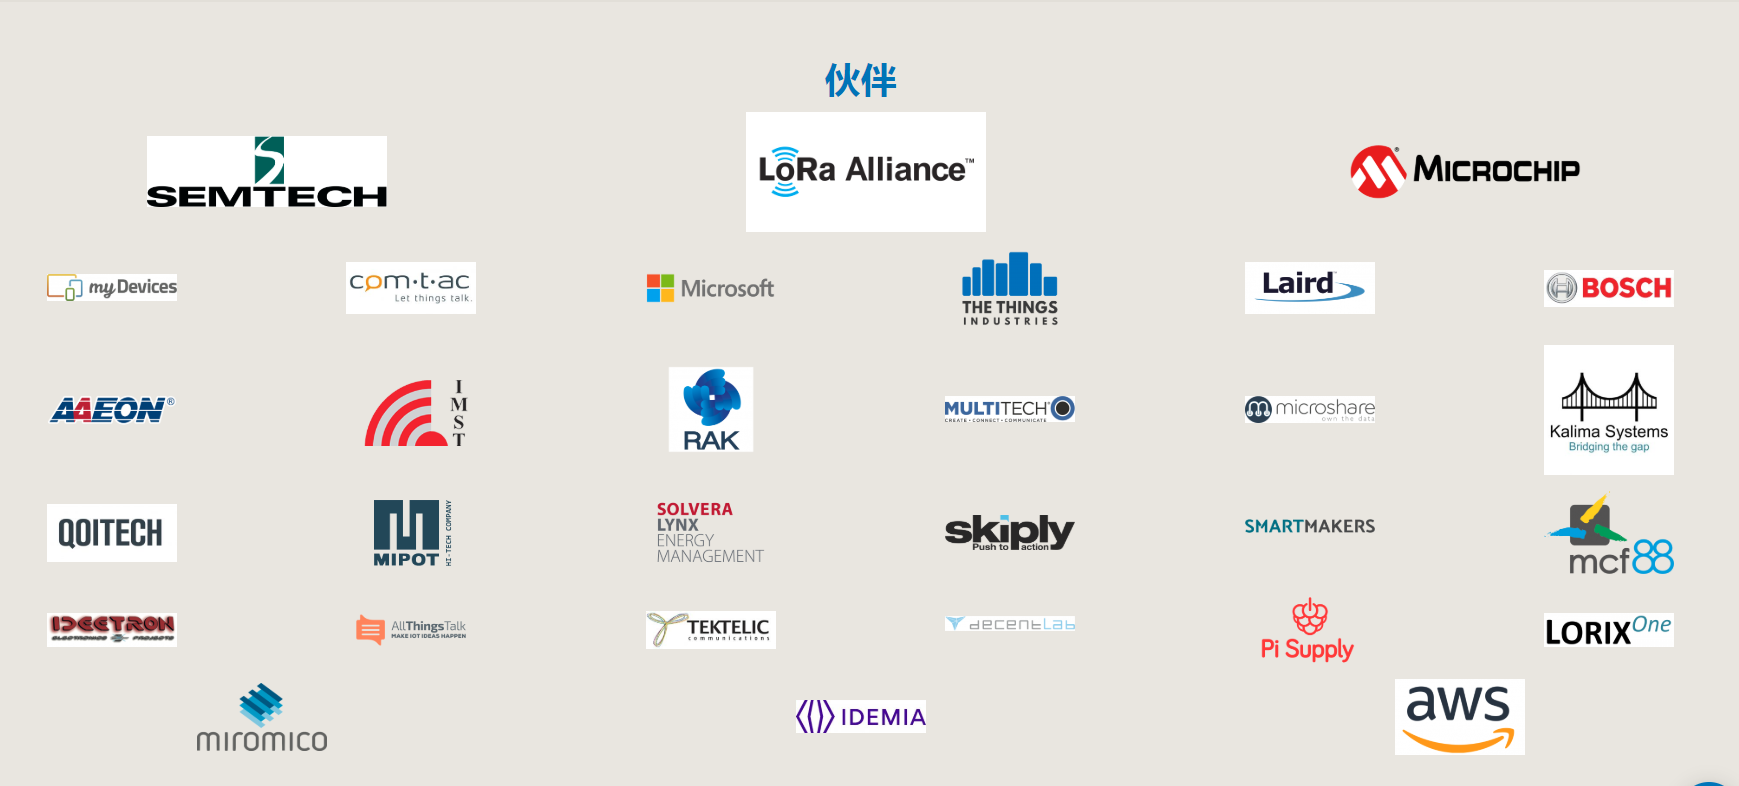 伙伴
SEMTECH
LoRa Alliance™
MICROCHIP
myDevices
com·t·ac
Let things talk.
Microsoft
THE THINGS
INDUSTRIES
Laird™
BOSCH
AAEON®
IMST
RAK
MULTITECH®
CREATE • CONNECT • COMMUNICATE
microshare
own the data
Kalima Systems
Bridging the gap
QOITECH
MIPOT
HI-TECH COMPANY
SOLVERA
LYNX
ENERGY
MANAGEMENT
skiply
Push to action
SMARTMAKERS
mcf88
IDEETRON
ELECTRONICS PROJECTS
AllThingsTalk
MAKE IOT IDEAS HAPPEN
TEKTELIC
communications
decentLab
Pi Supply
LORIX One
miromico
IDEMIA
aws